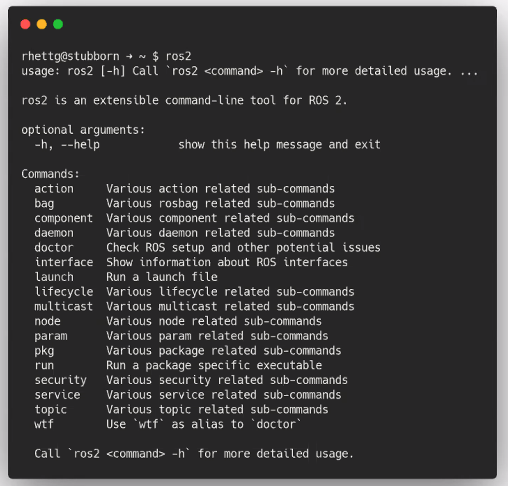 rhettg@stubborn → ~ $ ros2
usage: ros2 [-h] Call `ros2 <command> -h` for more detailed usage. ...
ros2 is an extensible command-line tool for ROS 2.
optional arguments:
-h, --help            show this help message and exit
Commands:
action     Various action related sub-commands
bag        Various rosbag related sub-commands
component  Various component related sub-commands
daemon     Various daemon related sub-commands
doctor     Check ROS setup and other potential issues
interface  Show information about ROS interfaces
launch     Run a launch file
lifecycle  Various lifecycle related sub-commands
multicast  Various multicast related sub-commands
node       Various node related sub-commands
param      Various param related sub-commands
pkg        Various package related sub-commands
run        Run a package specific executable
security   Various security related sub-commands
service    Various service related sub-commands
topic      Various topic related sub-commands
wtf        Use `wtf` as alias to `doctor`
Call `ros2 <command> -h` for more detailed usage.